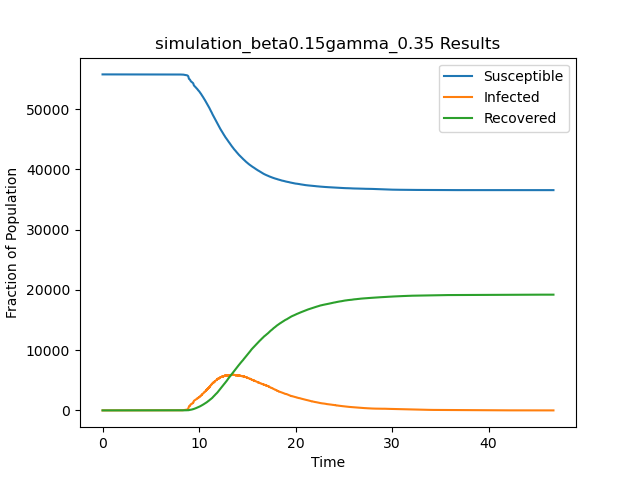 simulation_beta0.15gamma_0.35 Results
Susceptible
Infected
Recovered
Fraction of Population
50000
40000
30000
20000
10000
0
0 10 20 30 40
Time